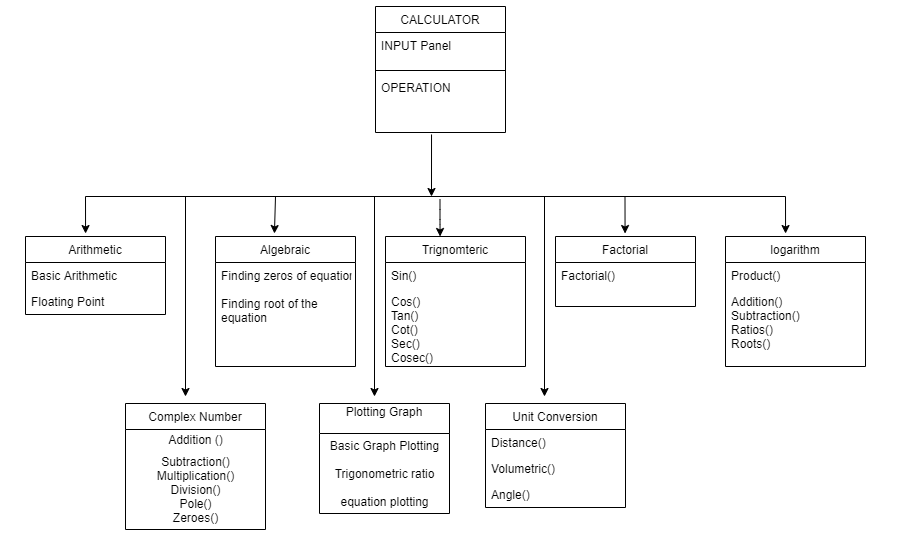 CALCULATOR
INPUT Panel
OPERATION
Arithmetic
Basic Arithmetic
Floating Point
Algebraic
Finding zeros of equation
Finding root of the
equation
Trignomteric
Sin()
Cos()
Tan()
Cot()
Sec()
Cosec()
Factorial
Factorial()
logarithm
Product()
Addition()
Subtraction()
Ratios()
Roots()
Complex Number
Addition ()
Subtraction()
Multiplication()
Division()
Pole()
Zeroes()
Plotting Graph
Basic Graph Plotting
Trigonometric ratio
equation plotting
Unit Conversion
Distance()
Volumetric()
Angle()